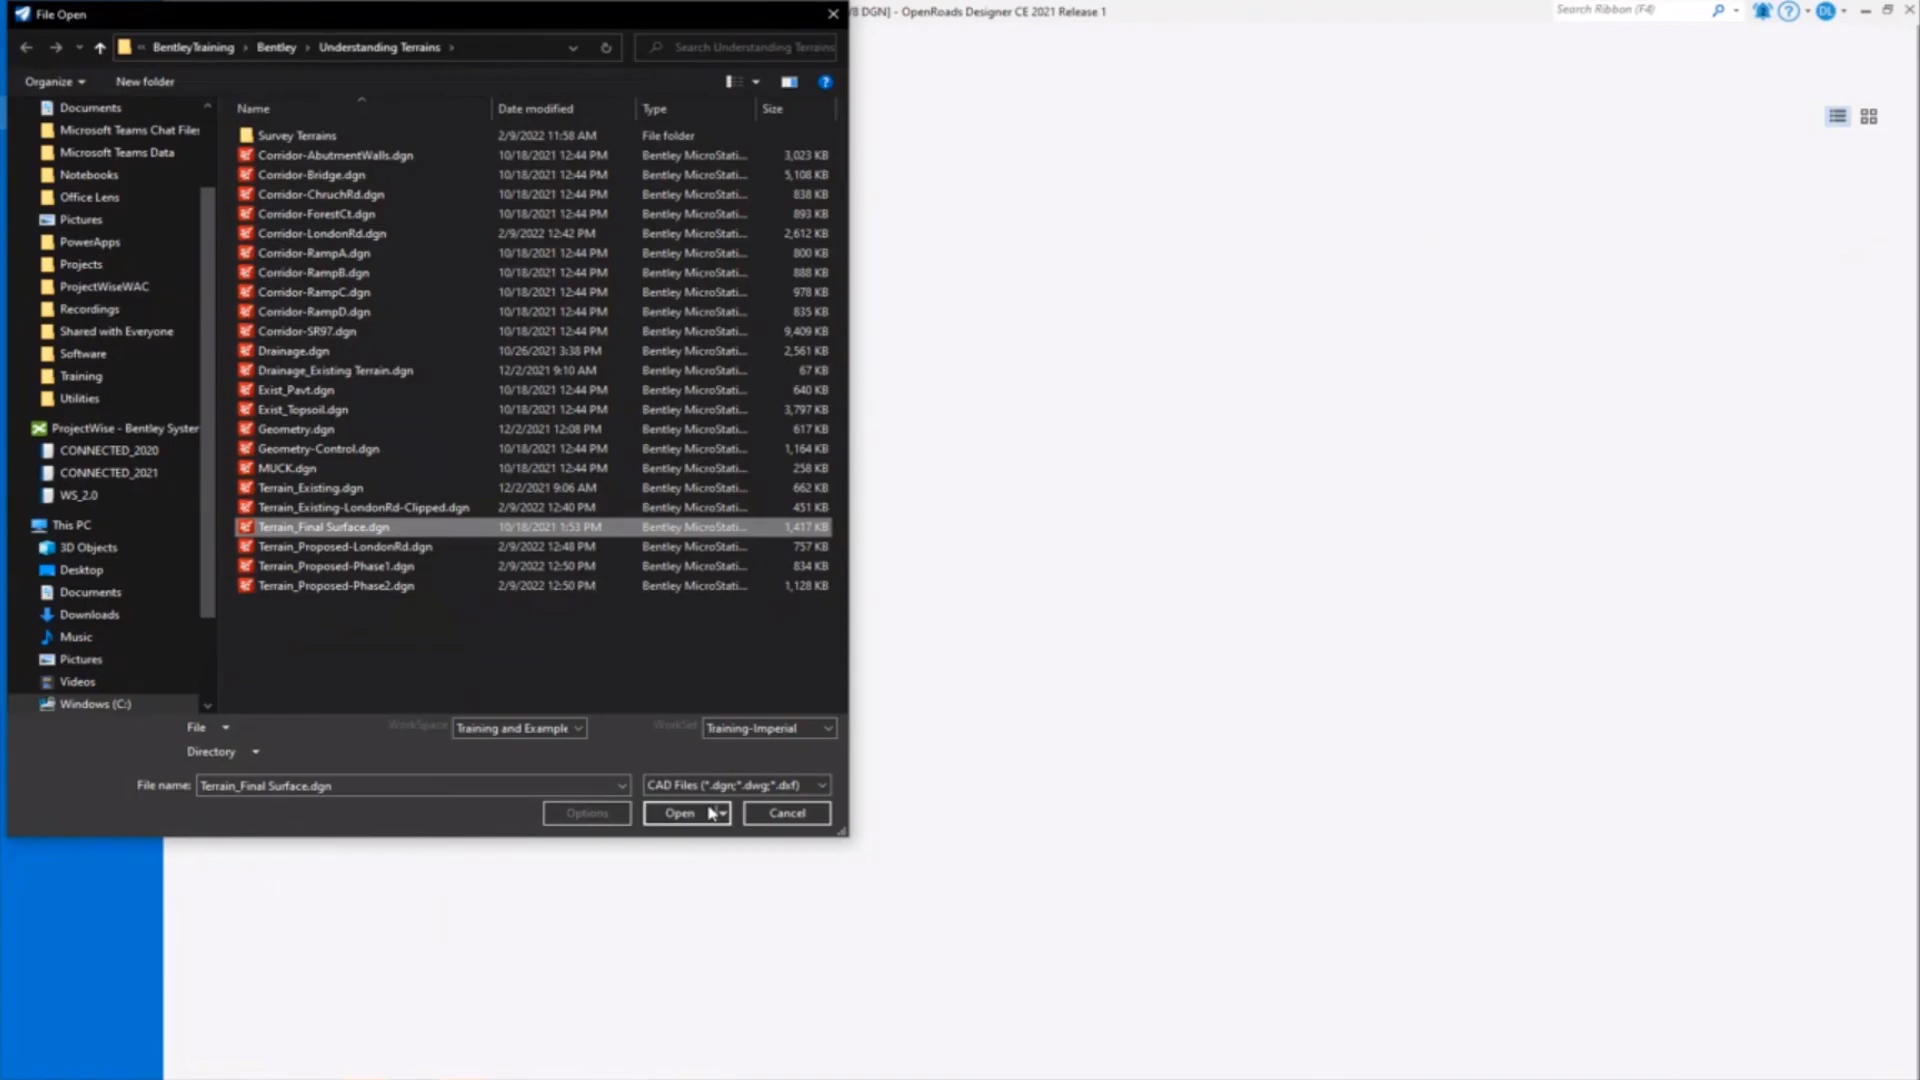 File Open
/8 DGN] - OpenRoads Designer CE 2021 Release 1
Search Ribbon (F4)
DL
« BentleyTraining › Bentley › Understanding Terrains ›
Search Understanding Terrains
Organize
New folder
Name Date modified Type Size
Documents
Microsoft Teams Chat Files
Microsoft Teams Data
Notebooks
Office Lens
Pictures
PowerApps
Projects
ProjectWiseWAC
Recordings
Shared with Everyone
Software
Training
Utilities
ProjectWise - Bentley System
CONNECTED_2020
CONNECTED_2021
WS_2.0
This PC
3D Objects
Desktop
Documents
Downloads
Music
Pictures
Videos
Windows (C:)
Survey Terrains 2/9/2022 11:58 AM File folder
Corridor-AbutmentWalls.dgn 10/18/2021 12:44 PM Bentley MicroStati... 3,023 KB
Corridor-Bridge.dgn 10/18/2021 12:44 PM Bentley MicroStati... 5,108 KB
Corridor-ChruchRd.dgn 10/18/2021 12:44 PM Bentley MicroStati... 838 KB
Corridor-ForestCt.dgn 10/18/2021 12:44 PM Bentley MicroStati... 893 KB
Corridor-LondonRd.dgn 2/9/2022 12:42 PM Bentley MicroStati... 2,612 KB
Corridor-RampA.dgn 10/18/2021 12:44 PM Bentley MicroStati... 800 KB
Corridor-RampB.dgn 10/18/2021 12:44 PM Bentley MicroStati... 888 KB
Corridor-RampC.dgn 10/18/2021 12:44 PM Bentley MicroStati... 978 KB
Corridor-RampD.dgn 10/18/2021 12:44 PM Bentley MicroStati... 835 KB
Corridor-SR97.dgn 10/18/2021 12:44 PM Bentley MicroStati... 9,409 KB
Drainage.dgn 10/26/2021 3:38 PM Bentley MicroStati... 2,561 KB
Drainage_Existing Terrain.dgn 12/2/2021 9:10 AM Bentley MicroStati... 67 KB
Exist_Pavt.dgn 10/18/2021 12:44 PM Bentley MicroStati... 640 KB
Exist_Topsoil.dgn 10/18/2021 12:44 PM Bentley MicroStati... 3,797 KB
Geometry.dgn 12/2/2021 12:08 PM Bentley MicroStati... 617 KB
Geometry-Control.dgn 10/18/2021 12:44 PM Bentley MicroStati... 1,164 KB
MUCK.dgn 10/18/2021 12:44 PM Bentley MicroStati... 258 KB
Terrain_Existing.dgn 12/2/2021 9:06 AM Bentley MicroStati... 662 KB
Terrain_Existing-LondonRd-Clipped.dgn 2/9/2022 12:40 PM Bentley MicroStati... 451 KB
Terrain_Final Surface.dgn 10/18/2021 1:53 PM Bentley MicroStati... 1,417 KB
Terrain_Proposed-LondonRd.dgn 2/9/2022 12:48 PM Bentley MicroStati... 757 KB
Terrain_Proposed-Phase1.dgn 2/9/2022 12:50 PM Bentley MicroStati... 834 KB
Terrain_Proposed-Phase2.dgn 2/9/2022 12:50 PM Bentley MicroStati... 1,128 KB
File WorkSpace Training and Example WorkSet Training-Imperial
Directory
File name: Terrain_Final Surface.dgn CAD Files (*.dgn;*.dwg;*.dxf)
Options Open Cancel